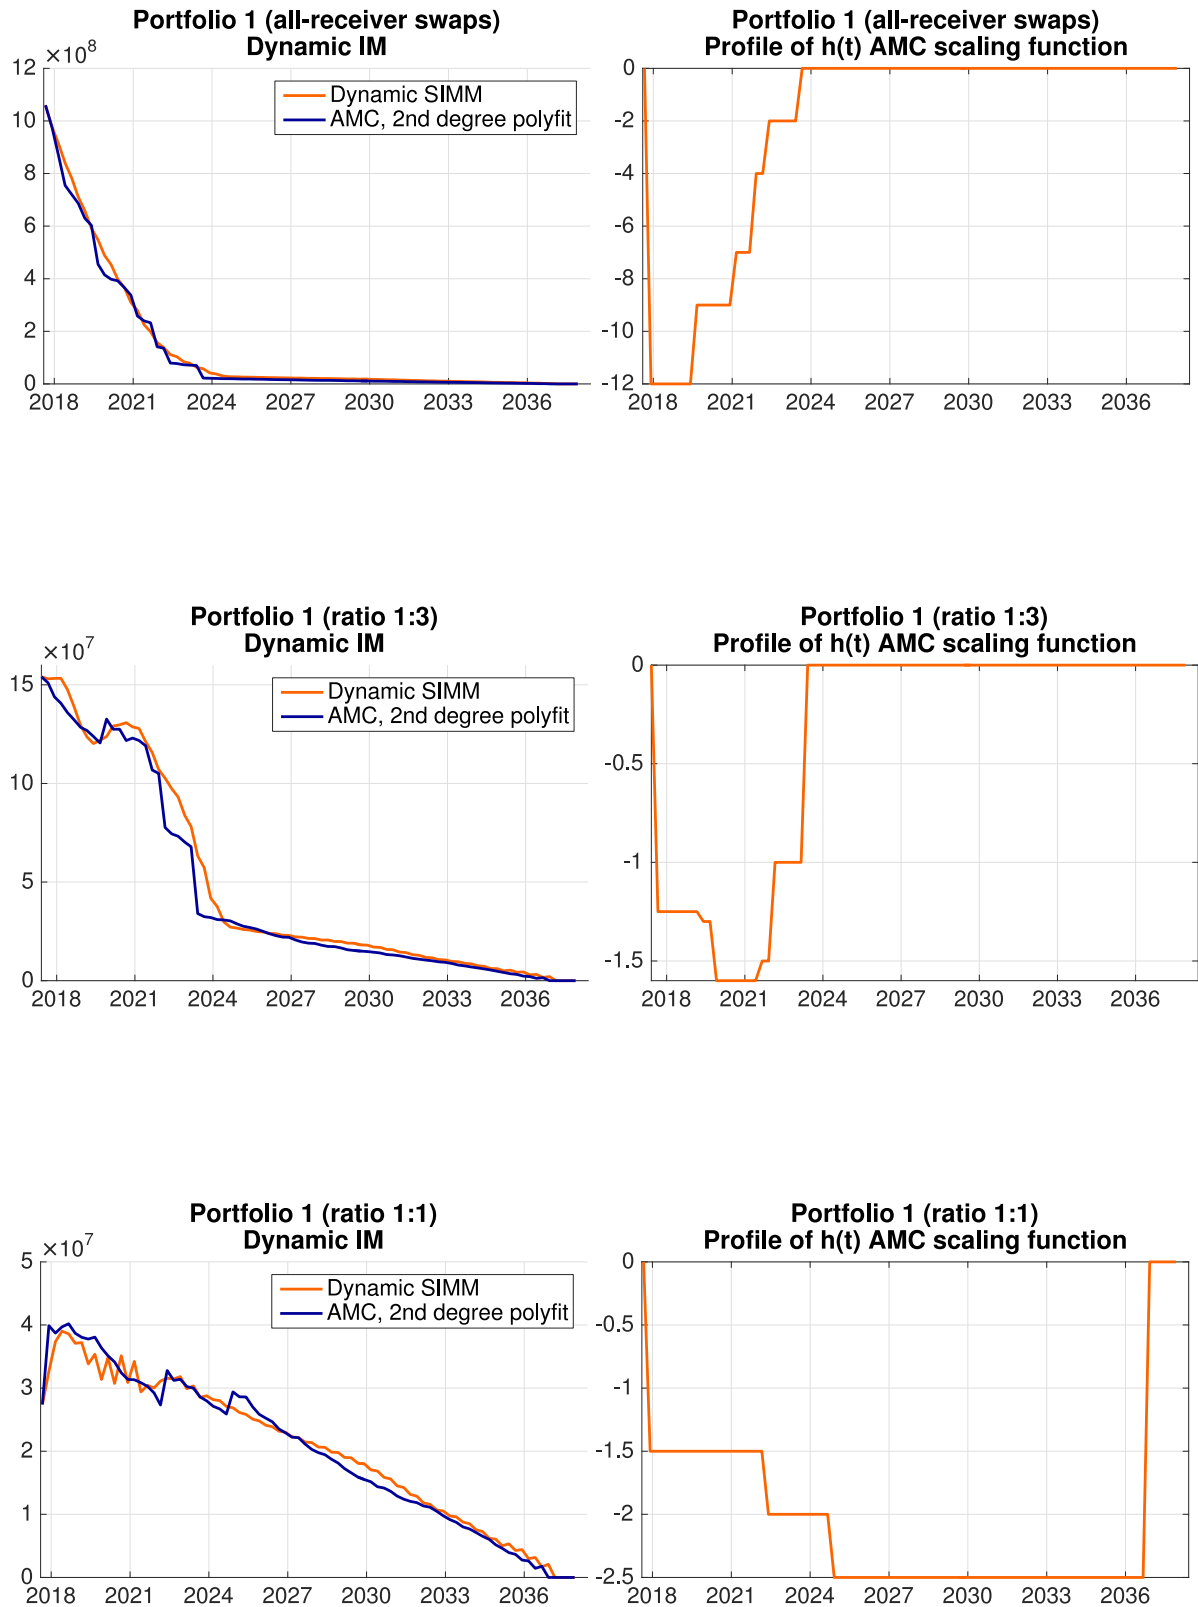 Portfolio 1 (all-receiver swaps)
Dynamic IM
×10⁸
12
10
8
6
4
2
0
2018 2021 2024 2027 2030 2033 2036
Dynamic SIMM
AMC, 2nd degree polyfit
Portfolio 1 (all-receiver swaps)
Profile of h(t) AMC scaling function
0
-2
-4
-6
-8
-10
-12
2018 2021 2024 2027 2030 2033 2036
Portfolio 1 (ratio 1:3)
Dynamic IM
×10⁷
15
10
5
0
2018 2021 2024 2027 2030 2033 2036
Dynamic SIMM
AMC, 2nd degree polyfit
Portfolio 1 (ratio 1:3)
Profile of h(t) AMC scaling function
0
-0.5
-1
-1.5
2018 2021 2024 2027 2030 2033 2036
Portfolio 1 (ratio 1:1)
Dynamic IM
×10⁷
5
4
3
2
1
0
2018 2021 2024 2027 2030 2033 2036
Dynamic SIMM
AMC, 2nd degree polyfit
Portfolio 1 (ratio 1:1)
Profile of h(t) AMC scaling function
0
-0.5
-1
-1.5
-2
-2.5
2018 2021 2024 2027 2030 2033 2036